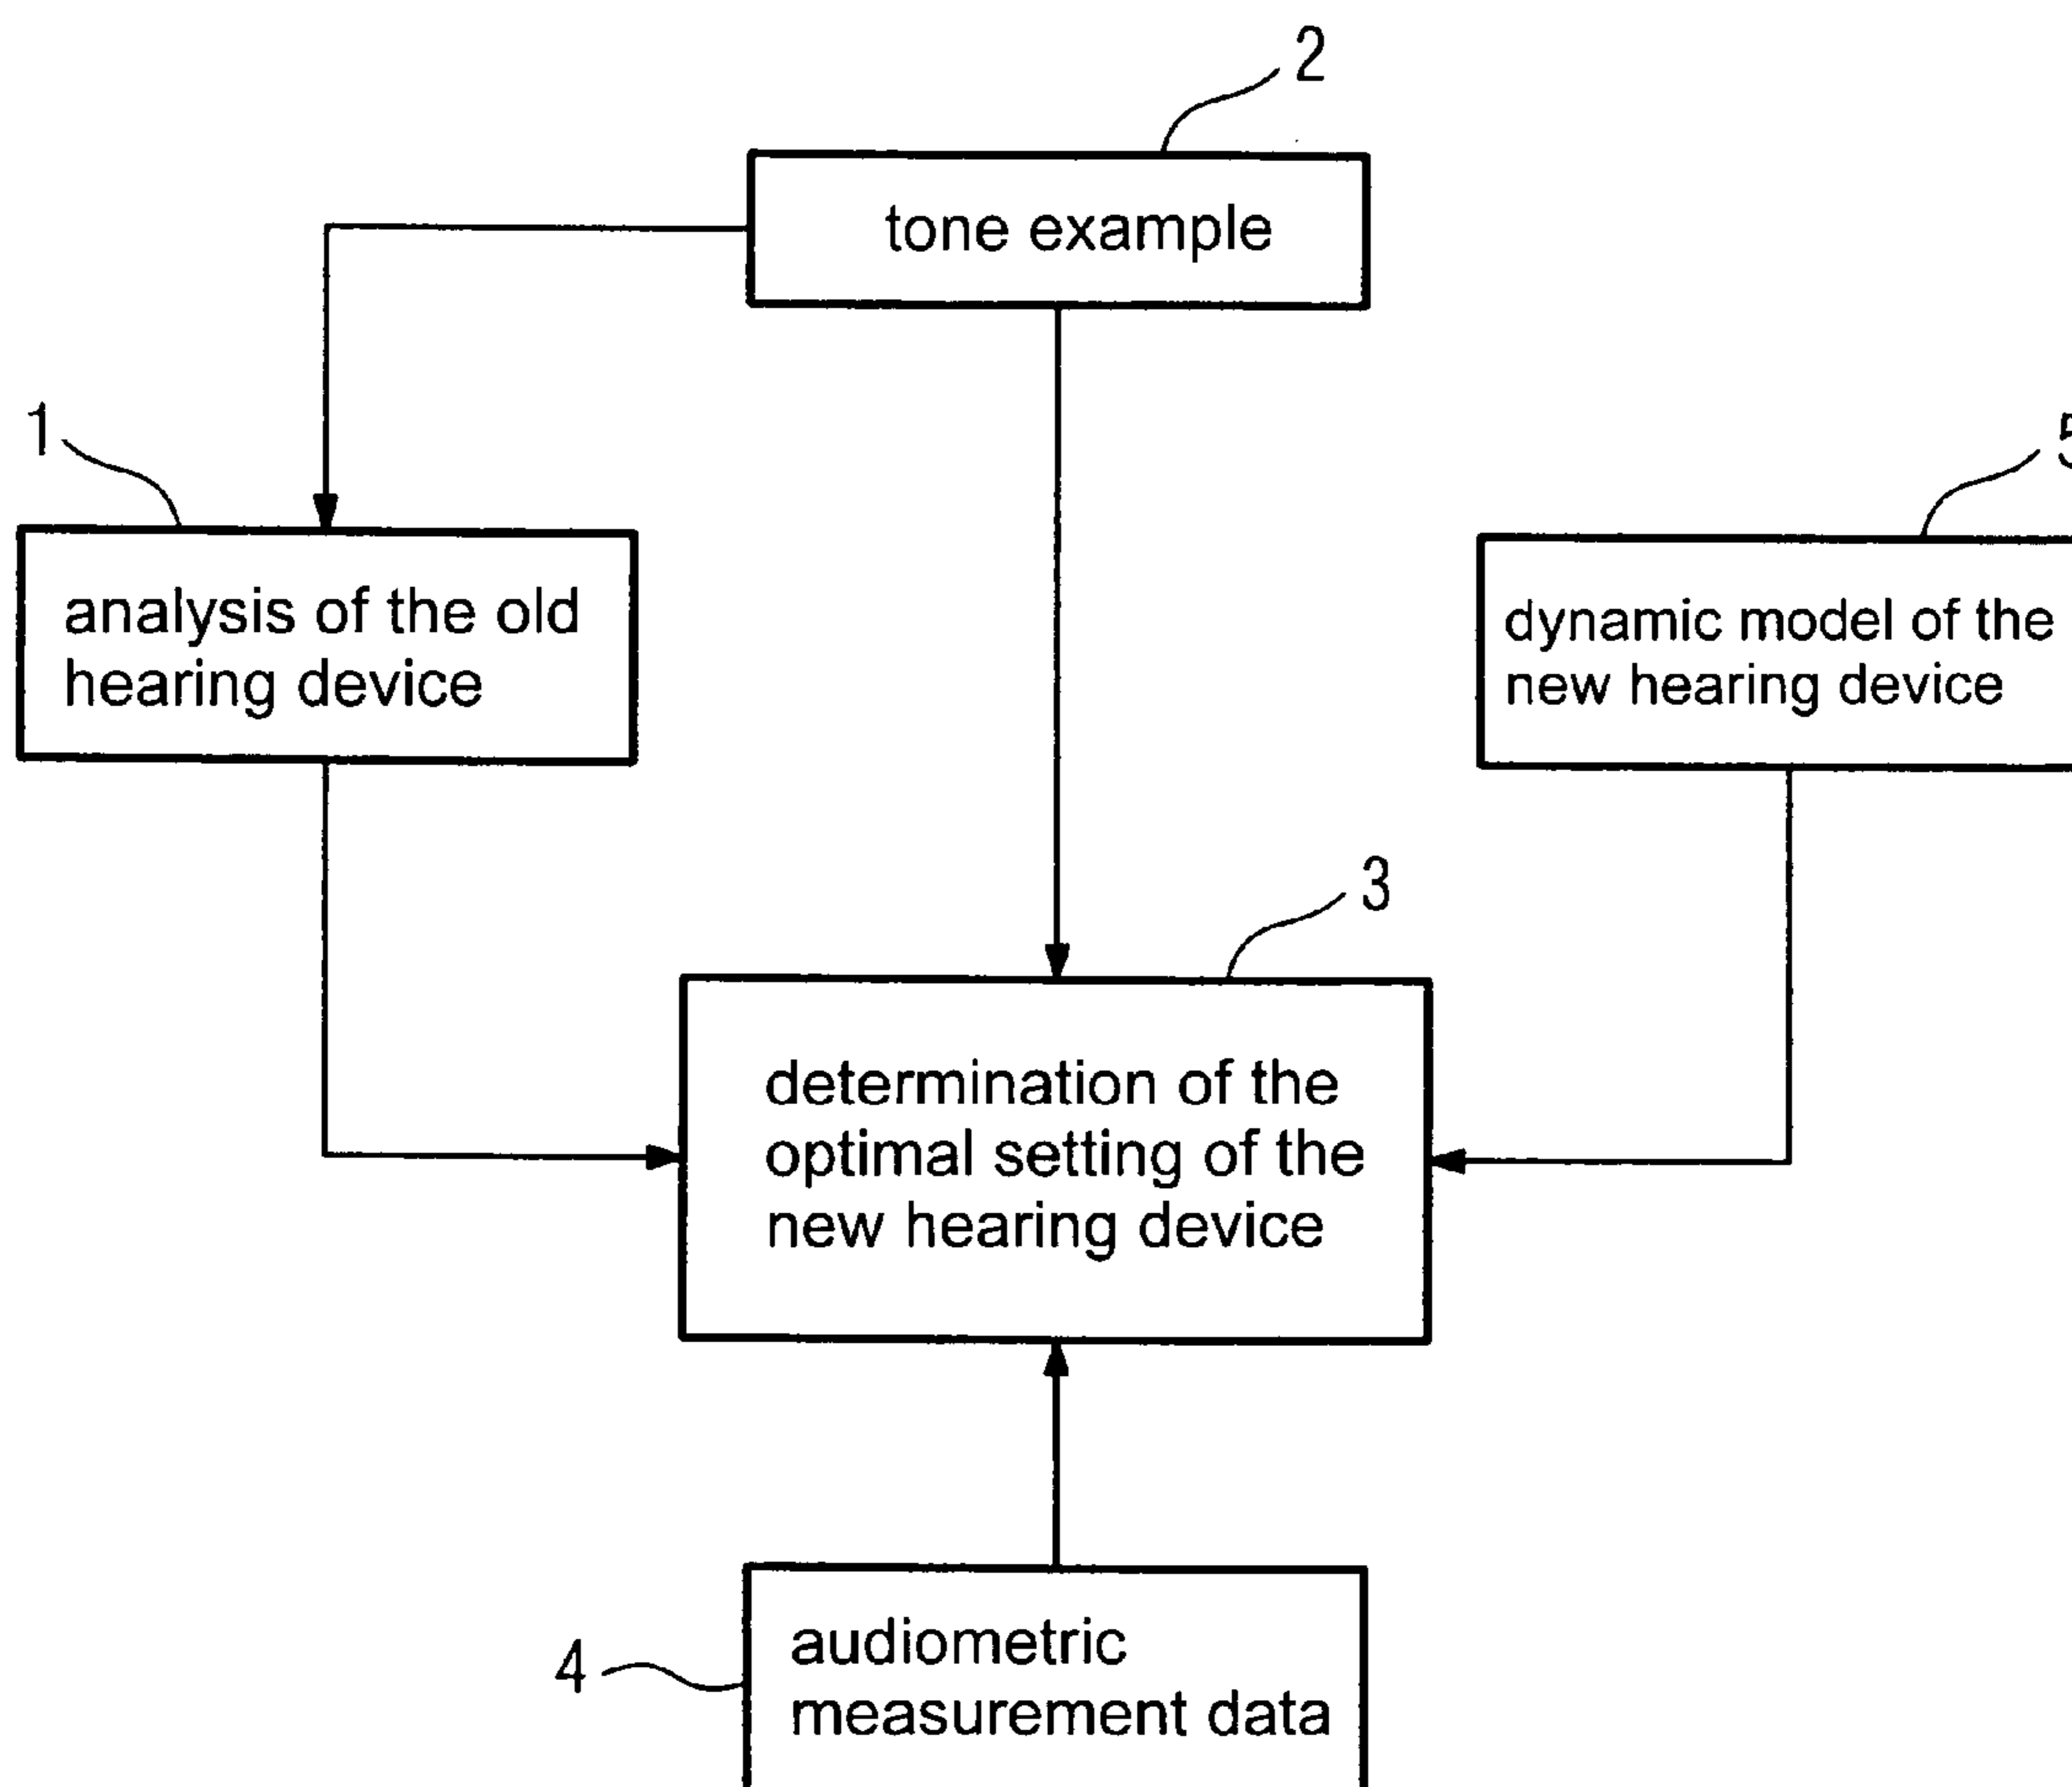 2
tone example
1
5
analysis of the old
hearing device
dynamic model of the
new hearing device
3
determination of the
optimal setting of the
new hearing device
4
audiometric
measurement data